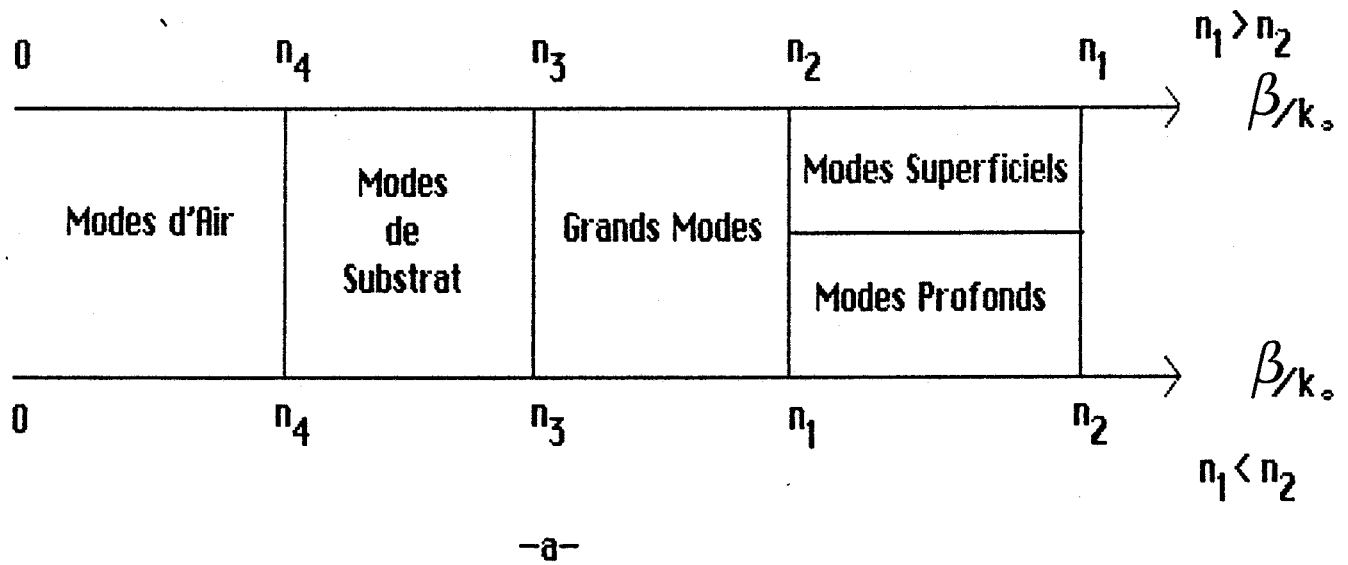 n₁ > n₂
0 n₄ n₃ n₂ n₁
β/k₀
Modes d'Air
Modes
de
Substrat
Grands Modes
Modes Superficiels
Modes Profonds
β/k₀
0 n₄ n₃ n₁ n₂
n₁ < n₂
-a-